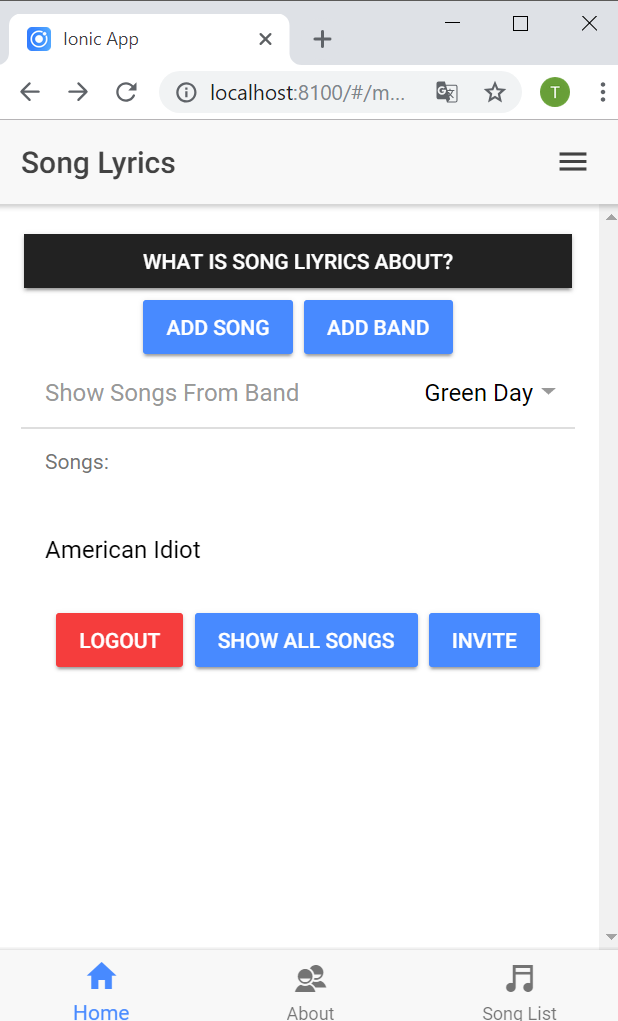 Ionic App
localhost:8100/#/m...
T
Song Lyrics
WHAT IS SONG LIYRICS ABOUT?
ADD SONG ADD BAND
Show Songs From Band Green Day
Songs:
American Idiot
LOGOUT SHOW ALL SONGS INVITE
Home About Song List